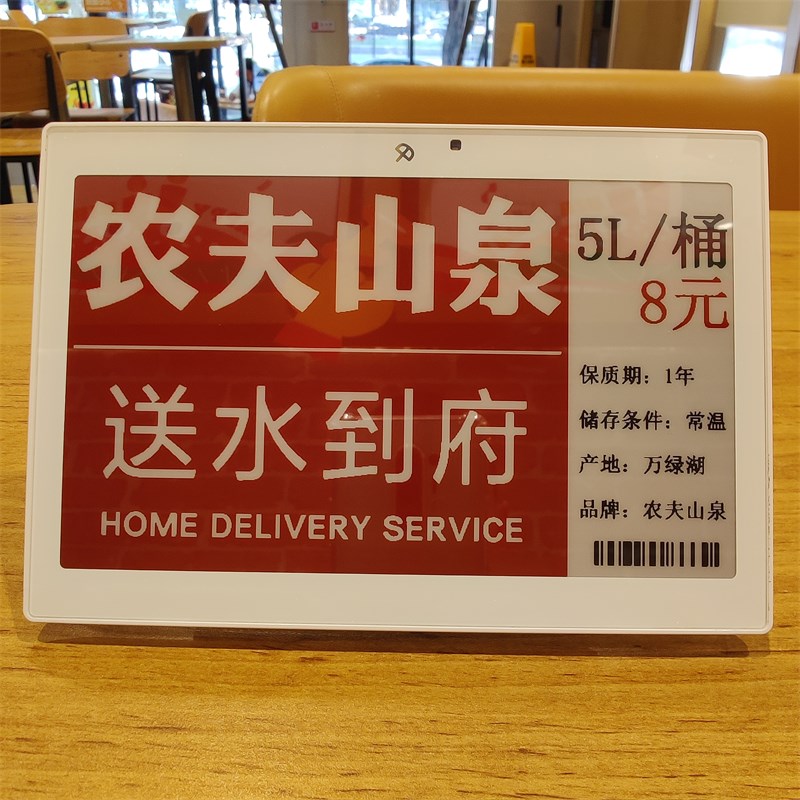 农夫山泉
送水到府
HOME DELIVERY SERVICE
5L/桶
8元
保质期：1年
储存条件：常温
产地：万绿湖
品牌：农夫山泉